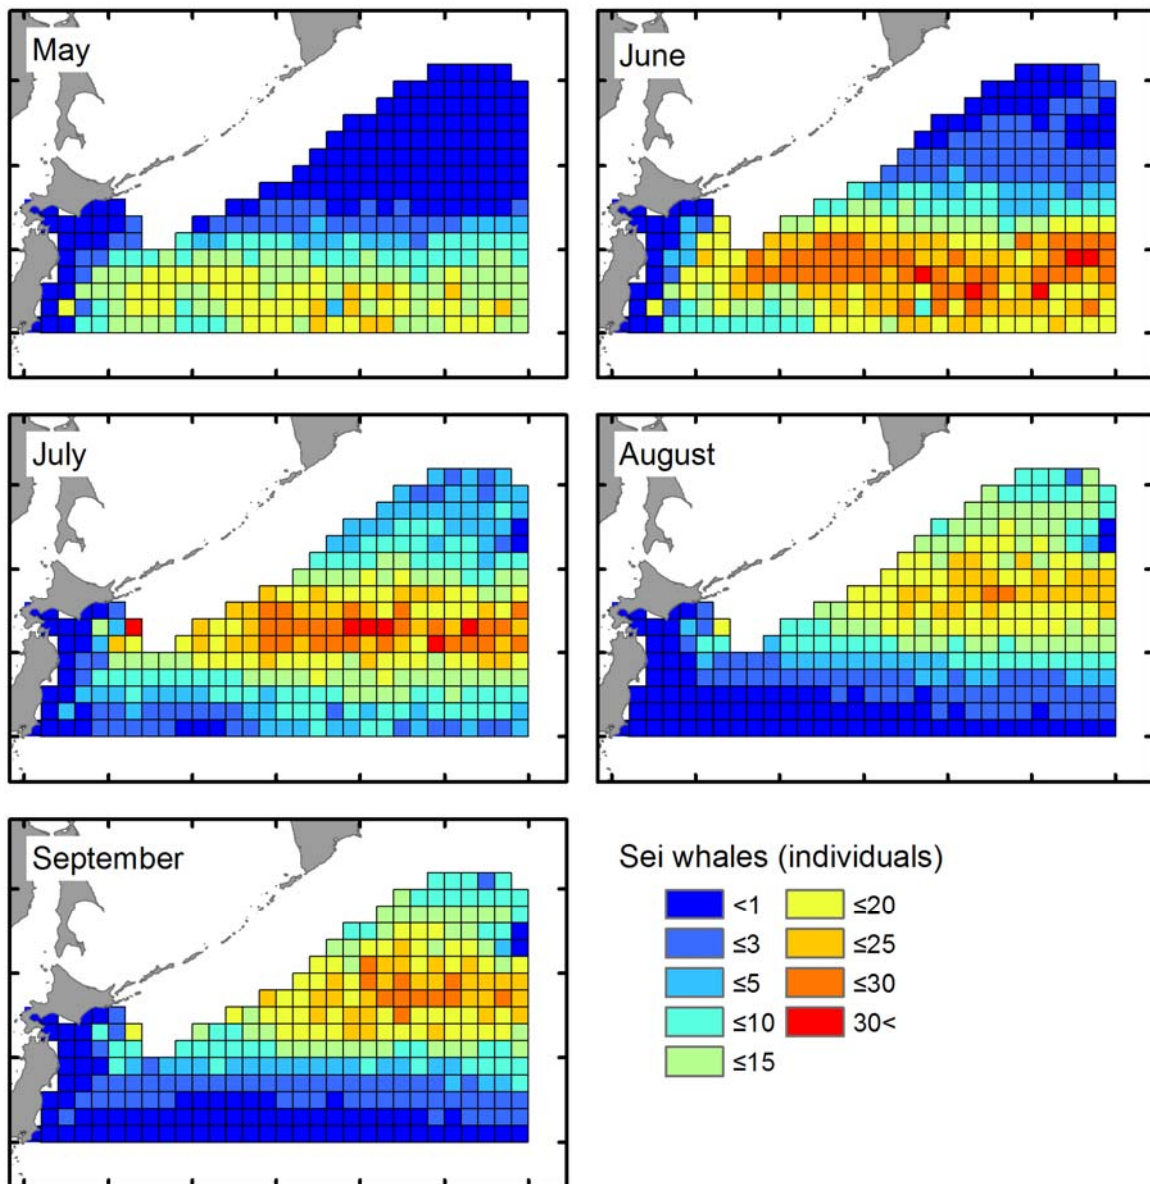 May
June
July
August
September
Sei whales (individuals)
<1
≤20
≤3
≤25
≤5
≤30
≤10
30<
≤15